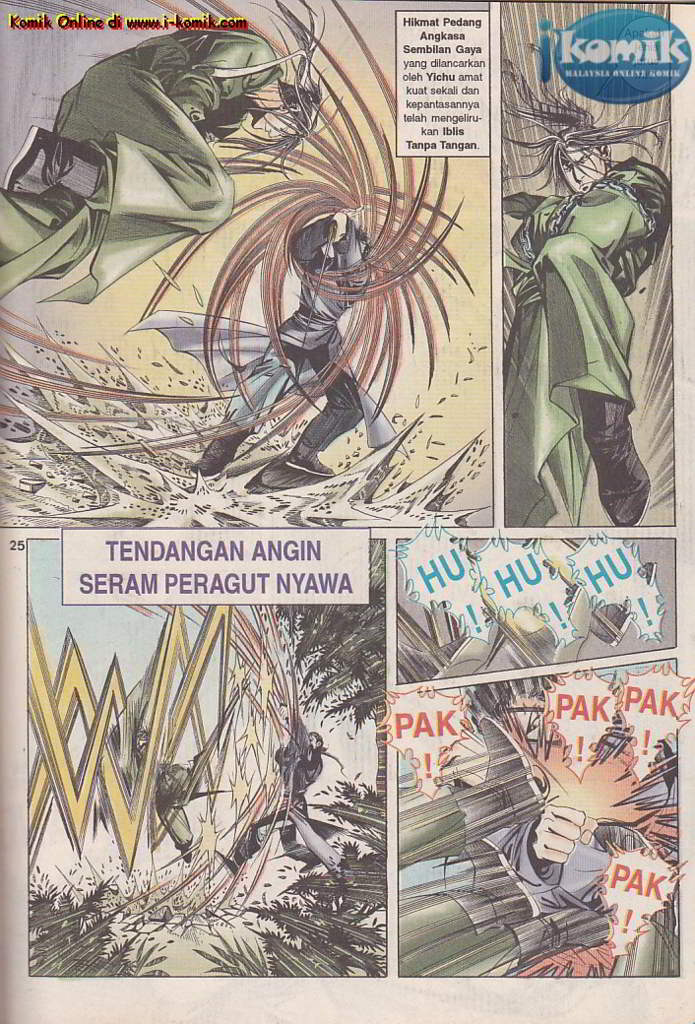 Komik Online di www.i-komik.com
Hikmat Pedang
Angkasa
Sembilan Gaya
yang dilancarkan
oleh Yichu amat
kuat sekali dan
kepantasannya
telah mengeliru-
kan Iblis
Tanpa Tangan.
i komik
MALAYSIA ONLINE KOMIK
25
TENDANGAN ANGIN
SERAM PERAGUT NYAWA
HU
!
HU
!
HU
!
PAK
!
PAK
!
PAK
!
PAK
!